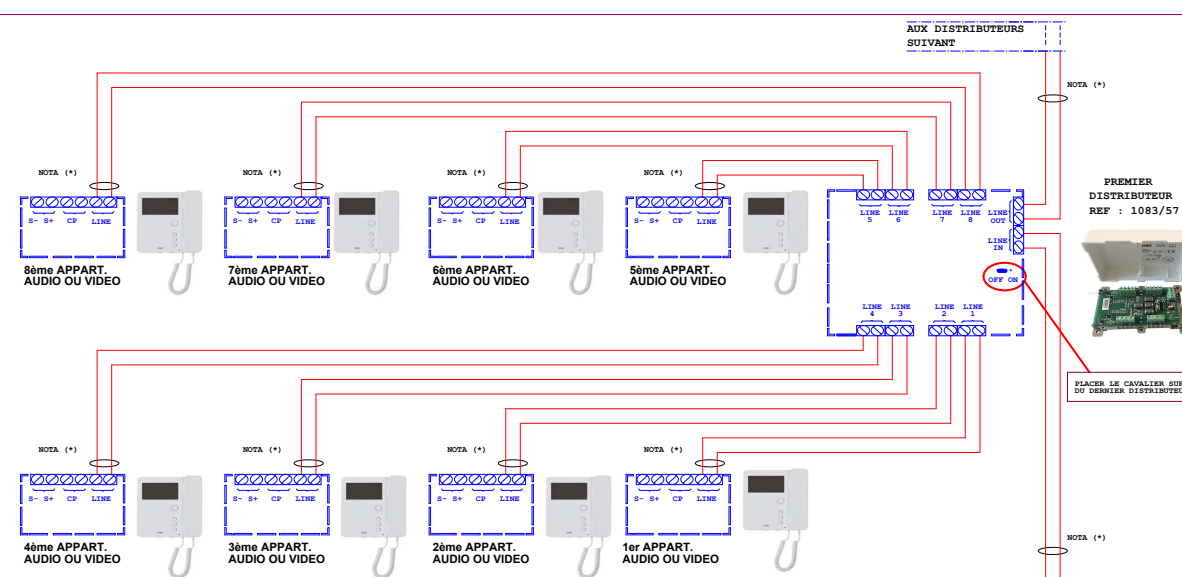 AUX DISTRIBUTEURS
SUIVANT
NOTA (*)
NOTA (*)
NOTA (*)
NOTA (*)
NOTA (*)
S- S+ CP LINE
S- S+ CP LINE
S- S+ CP LINE
S- S+ CP LINE
8ème APPART.
AUDIO OU VIDEO
7ème APPART.
AUDIO OU VIDEO
6ème APPART.
AUDIO OU VIDEO
5ème APPART.
AUDIO OU VIDEO
LINE
5
LINE
6
LINE
7
LINE
8
LINE
OUT
LINE
IN
OFF ON
LINE
4
LINE
3
LINE
2
LINE
1
PREMIER
DISTRIBUTEUR
REF : 1083/57
PLACER LE CAVALIER SUR
DU DERNIER DISTRIBUTEU
NOTA (*)
NOTA (*)
NOTA (*)
NOTA (*)
S- S+ CP LINE
S- S+ CP LINE
S- S+ CP LINE
S- S+ CP LINE
4ème APPART.
AUDIO OU VIDEO
3ème APPART.
AUDIO OU VIDEO
2ème APPART.
AUDIO OU VIDEO
1er APPART.
AUDIO OU VIDEO
NOTA (*)